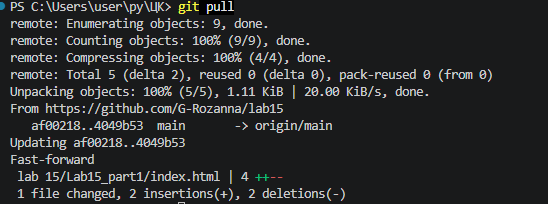 PS C:\Users\user\py\ЦК> git pull
remote: Enumerating objects: 9, done.
remote: Counting objects: 100% (9/9), done.
remote: Compressing objects: 100% (4/4), done.
remote: Total 5 (delta 2), reused 0 (delta 0), pack-reused 0 (from 0)
Unpacking objects: 100% (5/5), 1.11 KiB | 20.00 KiB/s, done.
From https://github.com/G-Rozanna/lab15
   af00218..4049b53  main       -> origin/main
Updating af00218..4049b53
Fast-forward
 lab 15/Lab15_part1/index.html | 4 ++--
 1 file changed, 2 insertions(+), 2 deletions(-)